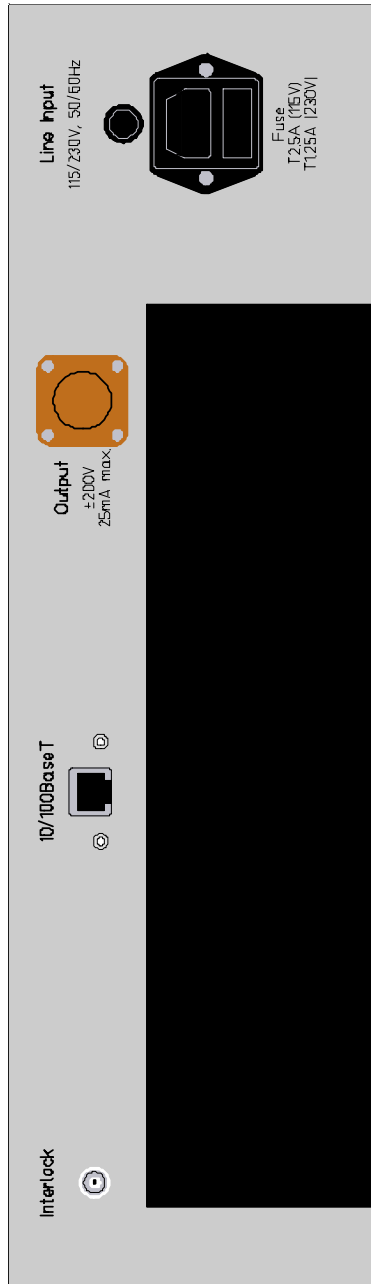 Interlock
10/100BaseT
Output
±200V
25mA max.
Line Input
115/230V, 50/60Hz
Fuse
T2.5A (115V)
T1.25A (230V)